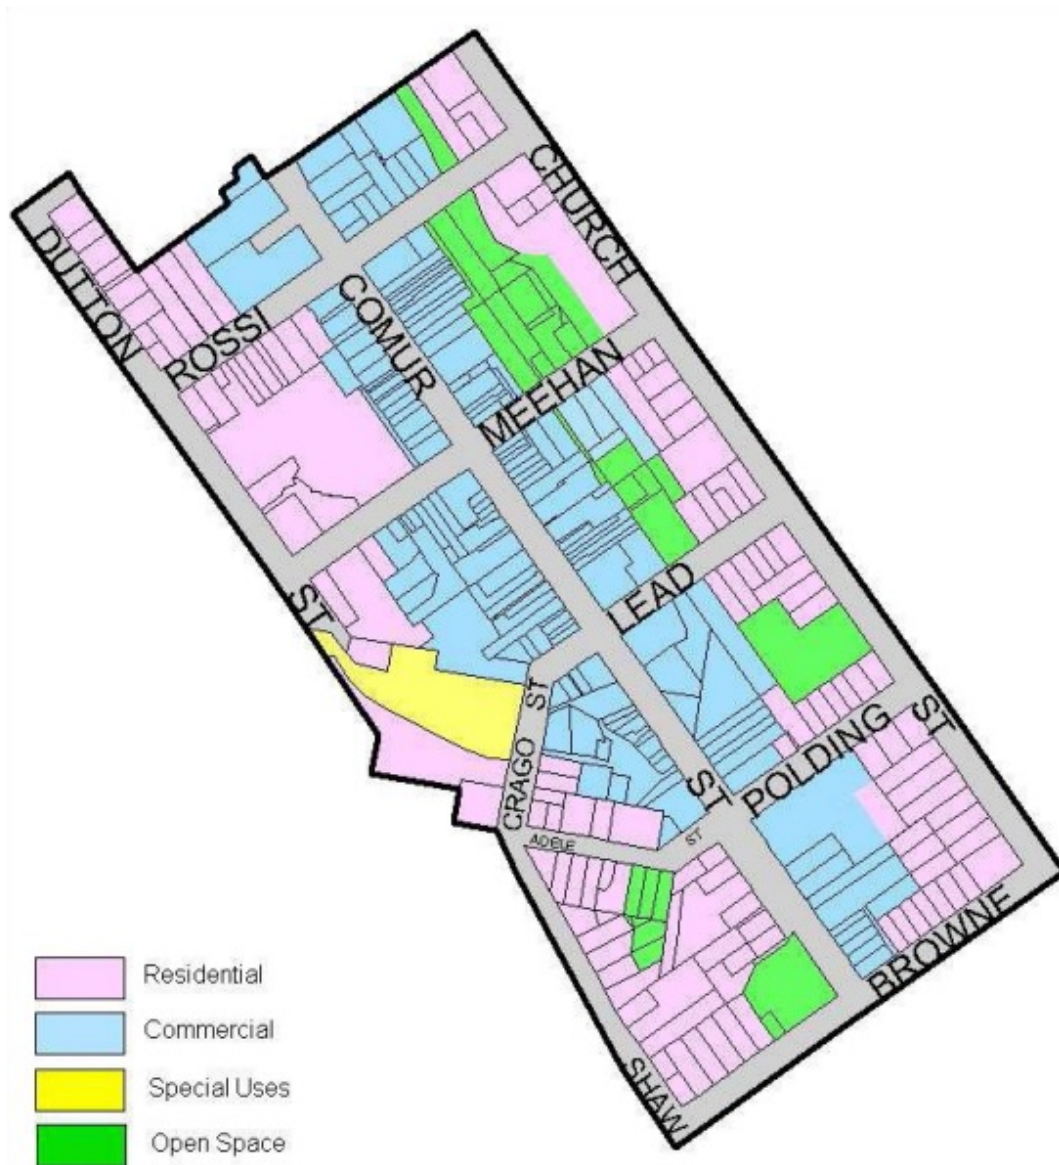 CHURCH
DUTTON
ROSSI
COMUR
MEEHAN
LEAD
ST
ST
CRAGO
ST
POLDING
ST
ADELE
ST
BROWNE
SHAW
Residential
Commercial
Special Uses
Open Space